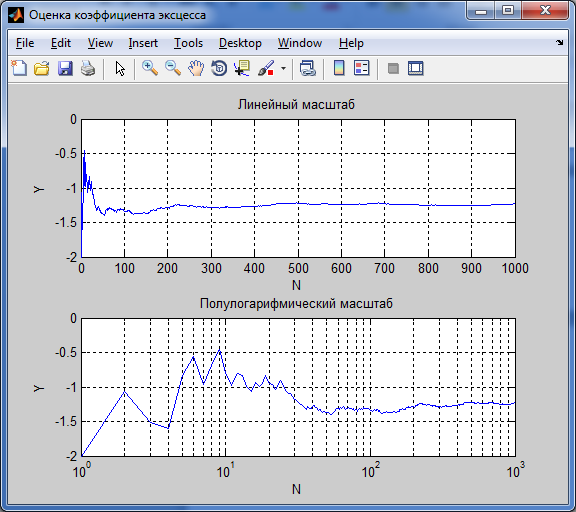 Оценка коэффициента эксцесса
File Edit View Insert Tools Desktop Window Help
Линейный масштаб
0
-0.5
-1
-1.5
-2
Y
0 100 200 300 400 500 600 700 800 900 1000
N
Полулогарифмический масштаб
0
-0.5
-1
-1.5
-2
Y
10^0 10^1 10^2 10^3
N